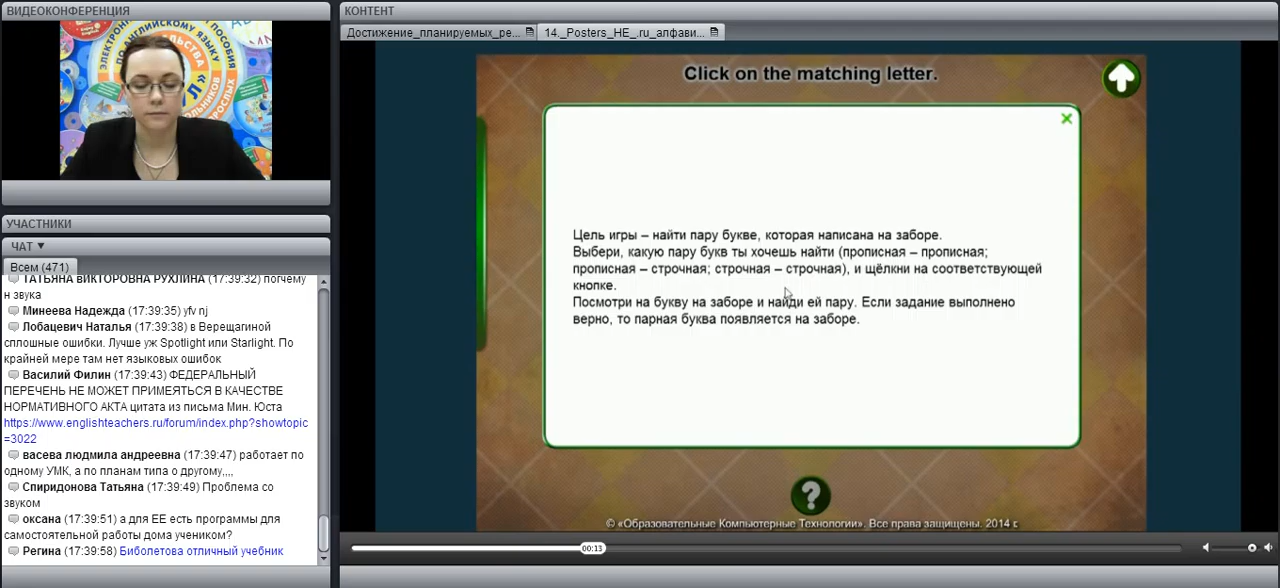 ВИДЕОКОНФЕРЕНЦИЯ
ЭЛЕКТРОННЫЕ ПОСОБИЯ
ПО АНГЛИЙСКОМУ ЯЗЫКУ
УЧАСТНИКИ
ЧАТ ▼
Всем (471)
ТАТЬЯНА ВИКТОРОВНА РУХЛИНА (17:39:32) почему
н звука
Минеева Надежда (17:39:35) yfv nj
Лобацевич Наталья (17:39:38) в Верещагиной
сплошные ошибки. Лучше уж Spotlight или Starlight. По
крайней мере там нет языковых ошибок
Василий Филин (17:39:43) ФЕДЕРАЛЬНЫЙ
ПЕРЕЧЕНЬ НЕ МОЖЕТ ПРИМЕЯТЬСЯ В КАЧЕСТВЕ
НОРМАТИВНОГО АКТА цитата из письма Мин. Юста
https://www.englishteachers.ru/forum/index.php?showtopic
=3022
васева людмила андреевна (17:39:47) работает по
одному УМК, а по планам типа о другому,,,,
Спиридонова Татьяна (17:39:49) Проблема со
звуком
оксана (17:39:51) а для ЕЕ есть программы для
самостоятельной работы дома учеником?
Регина (17:39:58) Биболетова отличный учебник
КОНТЕНТ
Достижение_планируемых_ре...
14._Posters_НЕ_.ru_алфави...
Click on the matching letter.
Цель игры – найти пару букве, которая написана на заборе.
Выбери, какую пару букв ты хочешь найти (прописная – прописная;
прописная – строчная; строчная – строчная), и щёлкни на соответствующей
кнопке.
Посмотри на букву на заборе и найди ей пару. Если задание выполнено
верно, то парная буква появляется на заборе.
?
© «Образовательные Компьютерные Технологии». Все права защищены. 2014 г.
00:13